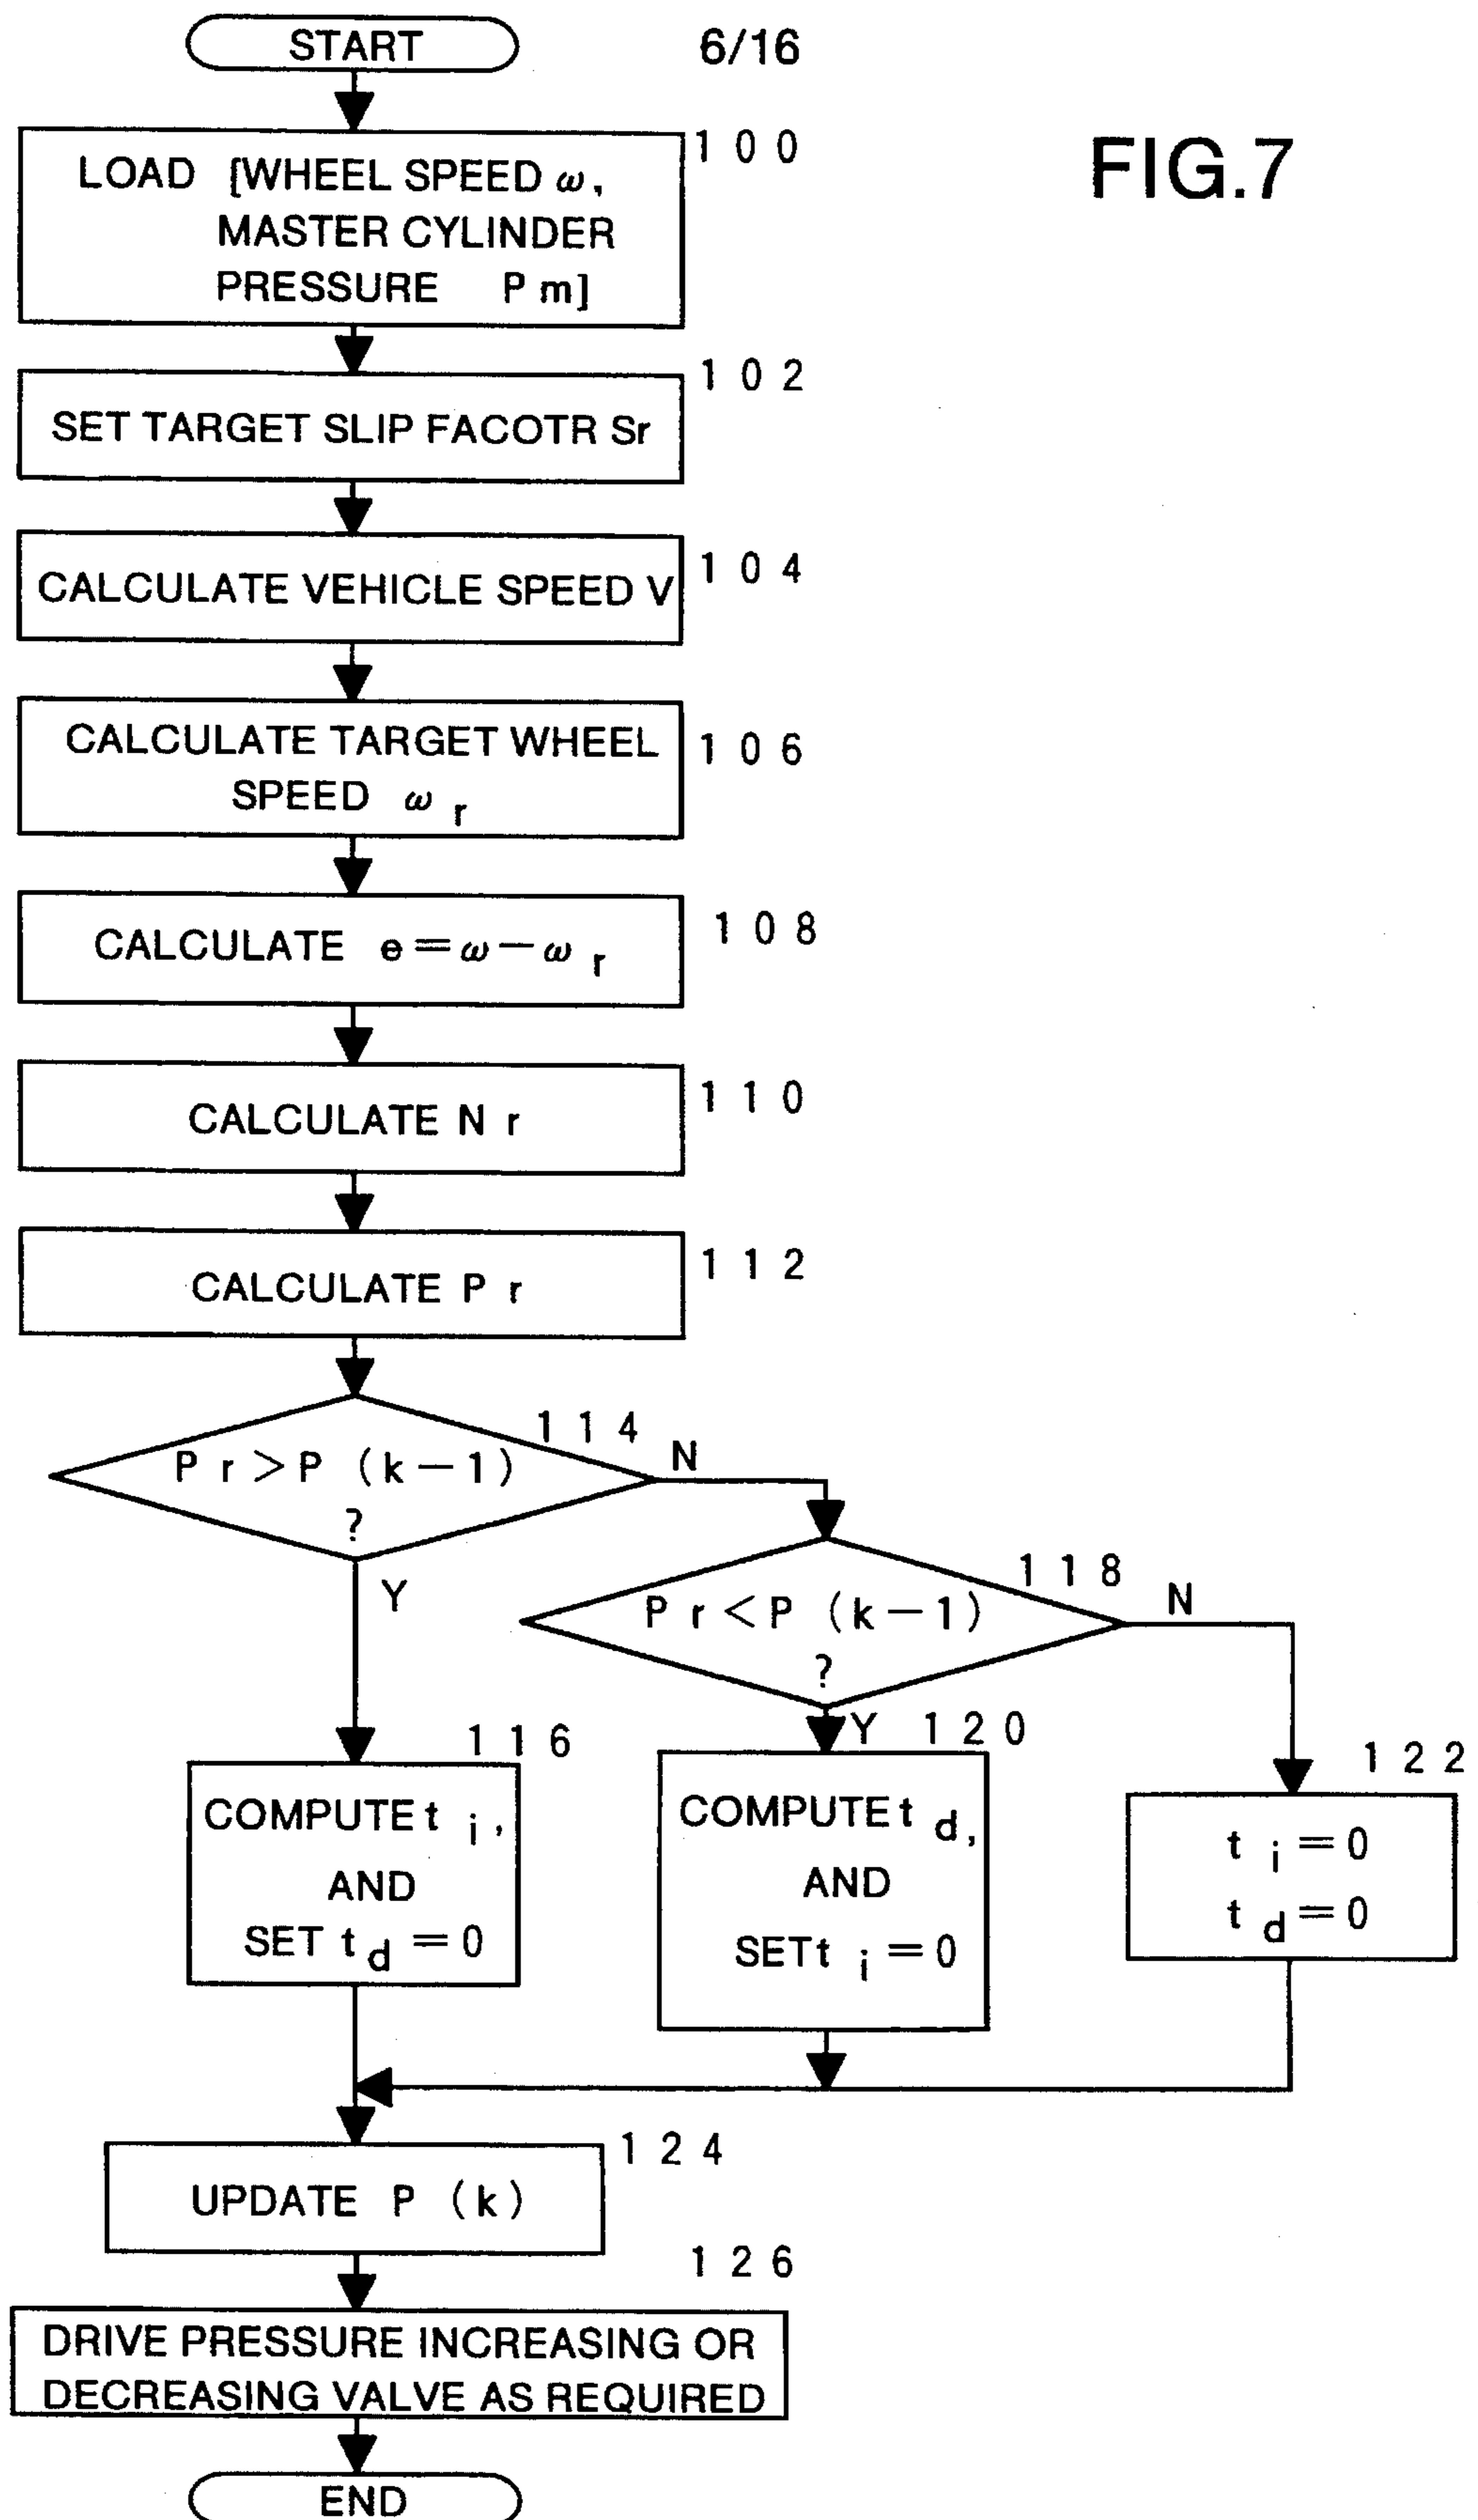 START
6/16
FIG.7
100
LOAD [WHEEL SPEED ω,
MASTER CYLINDER
PRESSURE Pm]
102
SET TARGET SLIP FACOTR Sr
104
CALCULATE VEHICLE SPEED V
106
CALCULATE TARGET WHEEL
SPEED ωr
108
CALCULATE e=ω−ωr
110
CALCULATE Nr
112
CALCULATE Pr
114
Pr>P (k−1)
?
N
Y
118
Pr<P (k−1)
?
N
Y
116
COMPUTE ti,
AND
SET td=0
120
COMPUTE td,
AND
SET ti=0
122
ti=0
td=0
124
UPDATE P (k)
126
DRIVE PRESSURE INCREASING OR
DECREASING VALVE AS REQUIRED
END